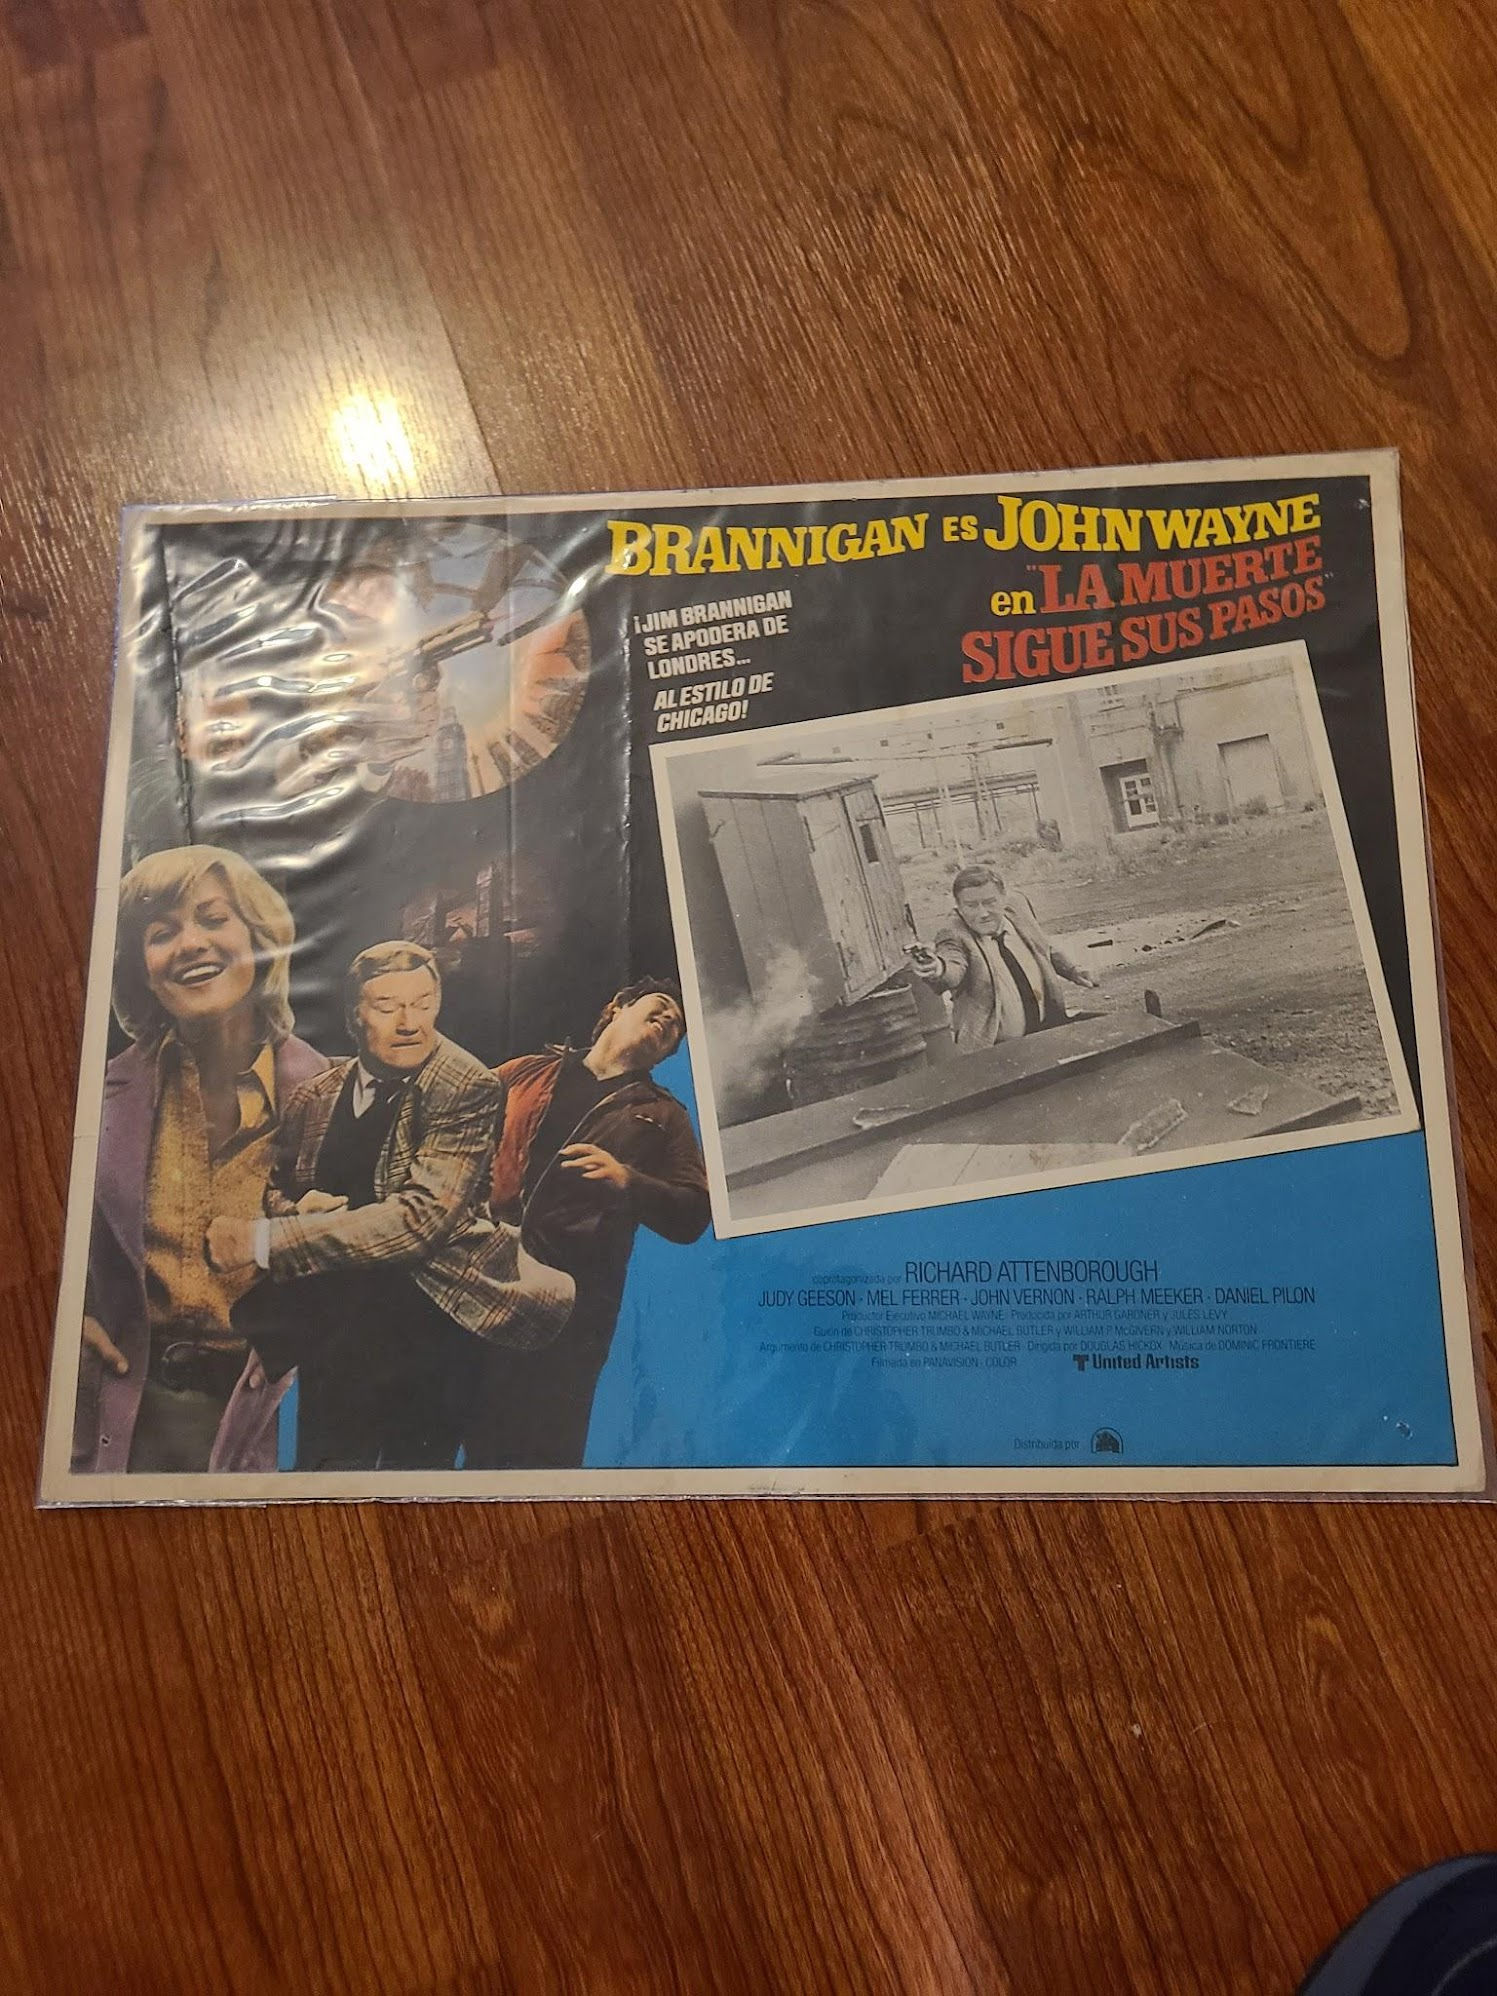 BRANNIGAN ES JOHN WAYNE
en "LA MUERTE
SIGUE SUS PASOS"
¡JIM BRANNIGAN
SE APODERA DE
LONDRES...
AL ESTILO DE
CHICAGO!
coprotagonizada por RICHARD ATTENBOROUGH
JUDY GEESON · MEL FERRER · JOHN VERNON · RALPH MEEKER · DANIEL PILON
Productor Ejecutivo MICHAEL WAYNE Producida por ARTHUR GARDNER y JULES LEVY
Guión de CHRISTOPHER TRUMBO & MICHAEL BUTLER y WILLIAM P. McGIVERN y WILLIAM NORTON
Argumento de CHRISTOPHER TRUMBO & MICHAEL BUTLER Dirigida por DOUGLAS HICKOX Música de DOMINIC FRONTIERE
Filmada en PANAVISION · COLOR United Artists
Distribuida por